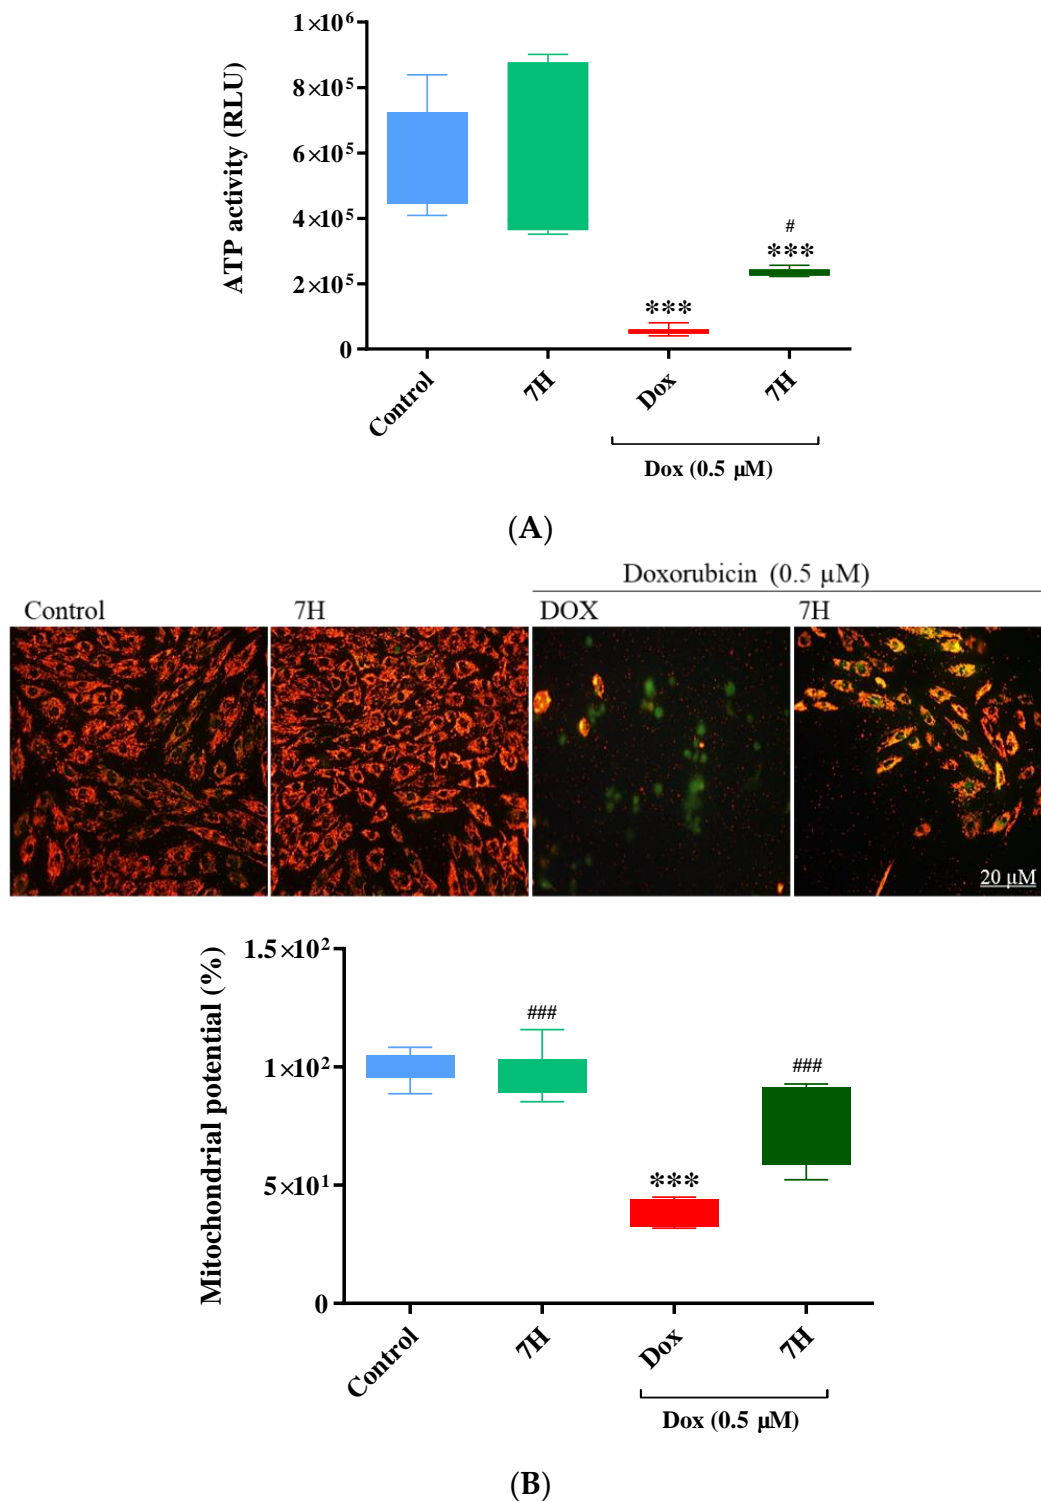 1×10⁶
8×10⁵
6×10⁵
4×10⁵
2×10⁵
0
ATP activity (RLU)
#
***
***
Control
7H
Dox
7H
Dox (0.5 μM)
(A)
Doxorubicin (0.5 μM)
Control 7H DOX 7H
20 μM
1.5×10²
1×10²
5×10¹
0
Mitochondrial potential (%)
###
###
***
Control
7H
Dox
7H
Dox (0.5 μM)
(B)